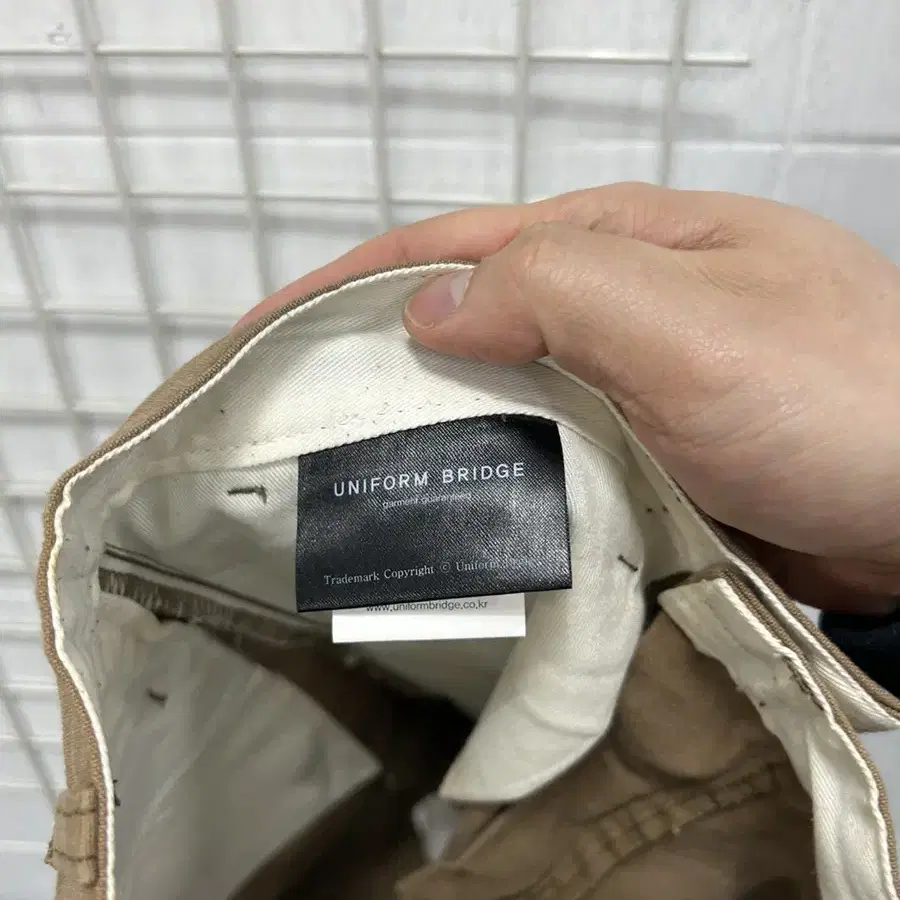 UNIFORM BRIDGE
garment guaranteed
Trademark Copyright © Uniform
www.uniformbridge.co.kr